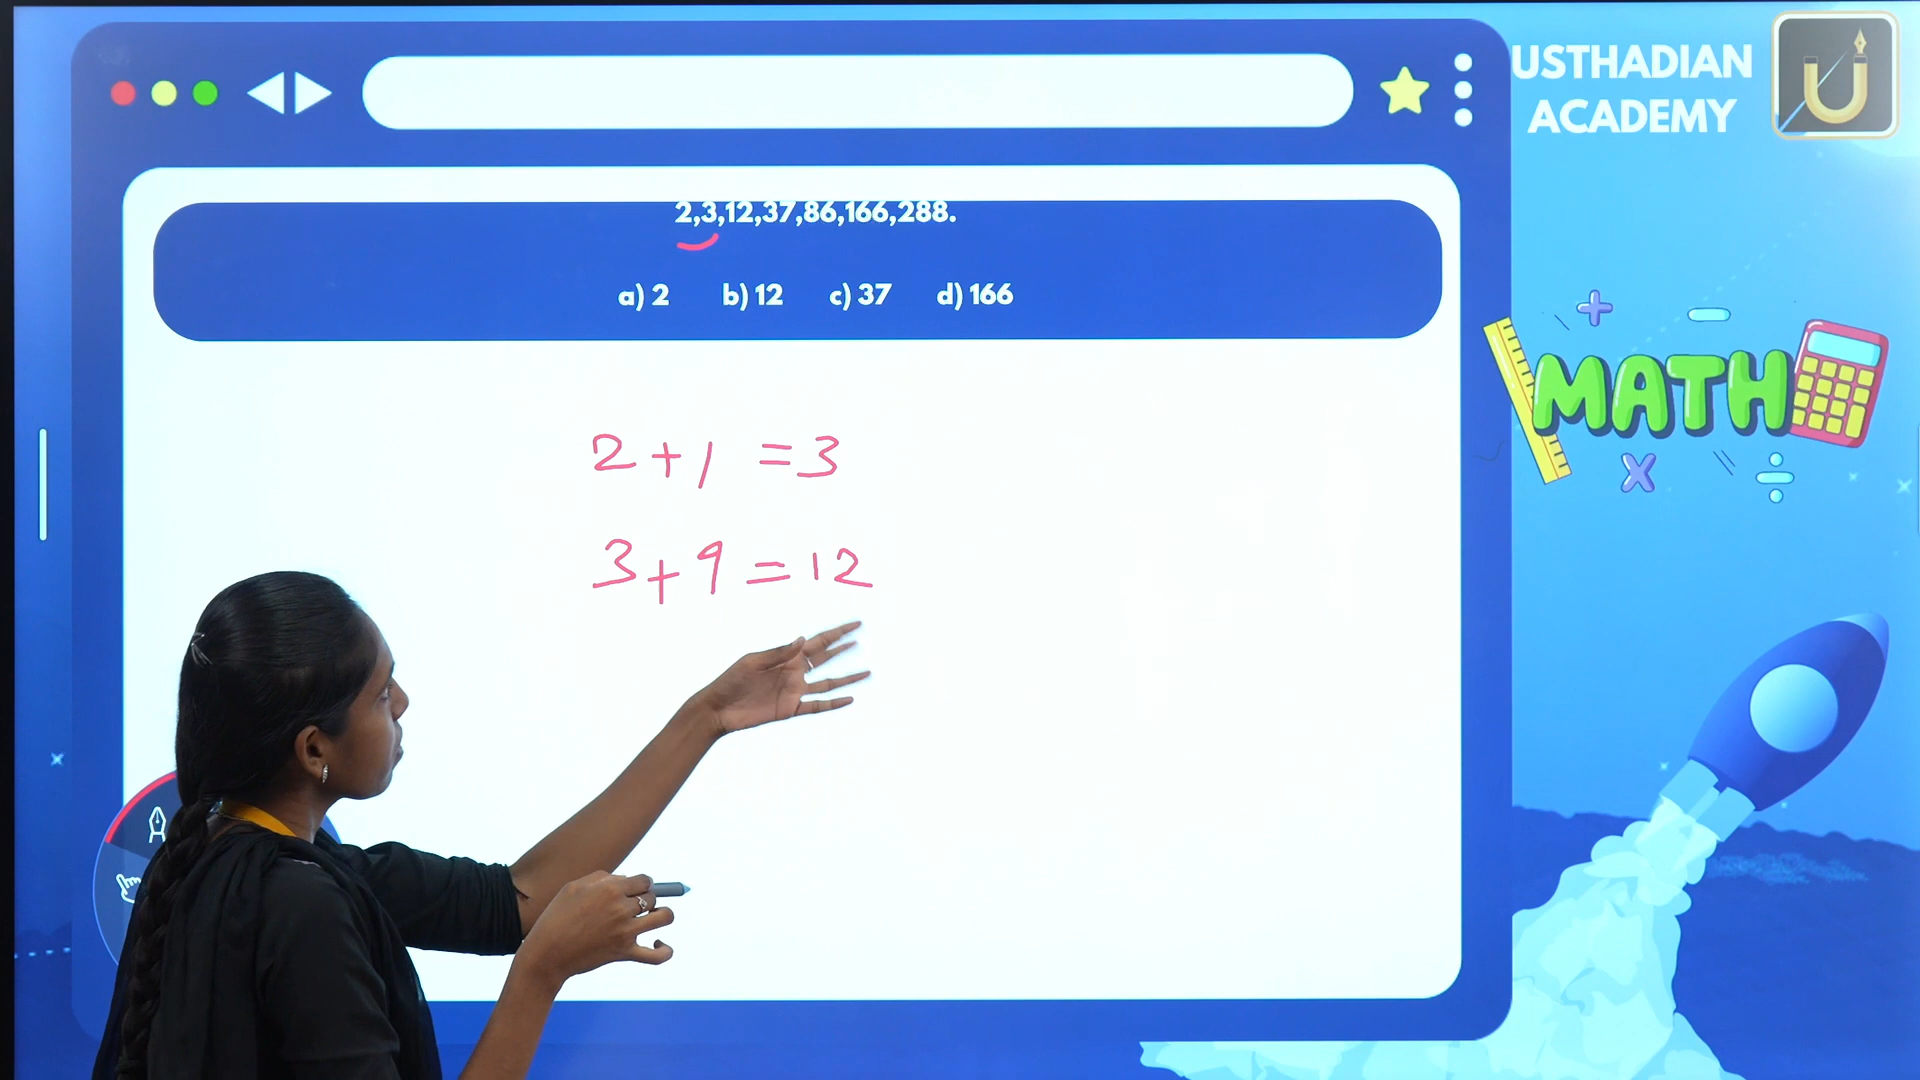 USTHADIAN
ACADEMY
2,3,12,37,86,166,288.
a) 2 b) 12 c) 37 d) 166
MATH
2 + 1 = 3
3 + 9 = 12